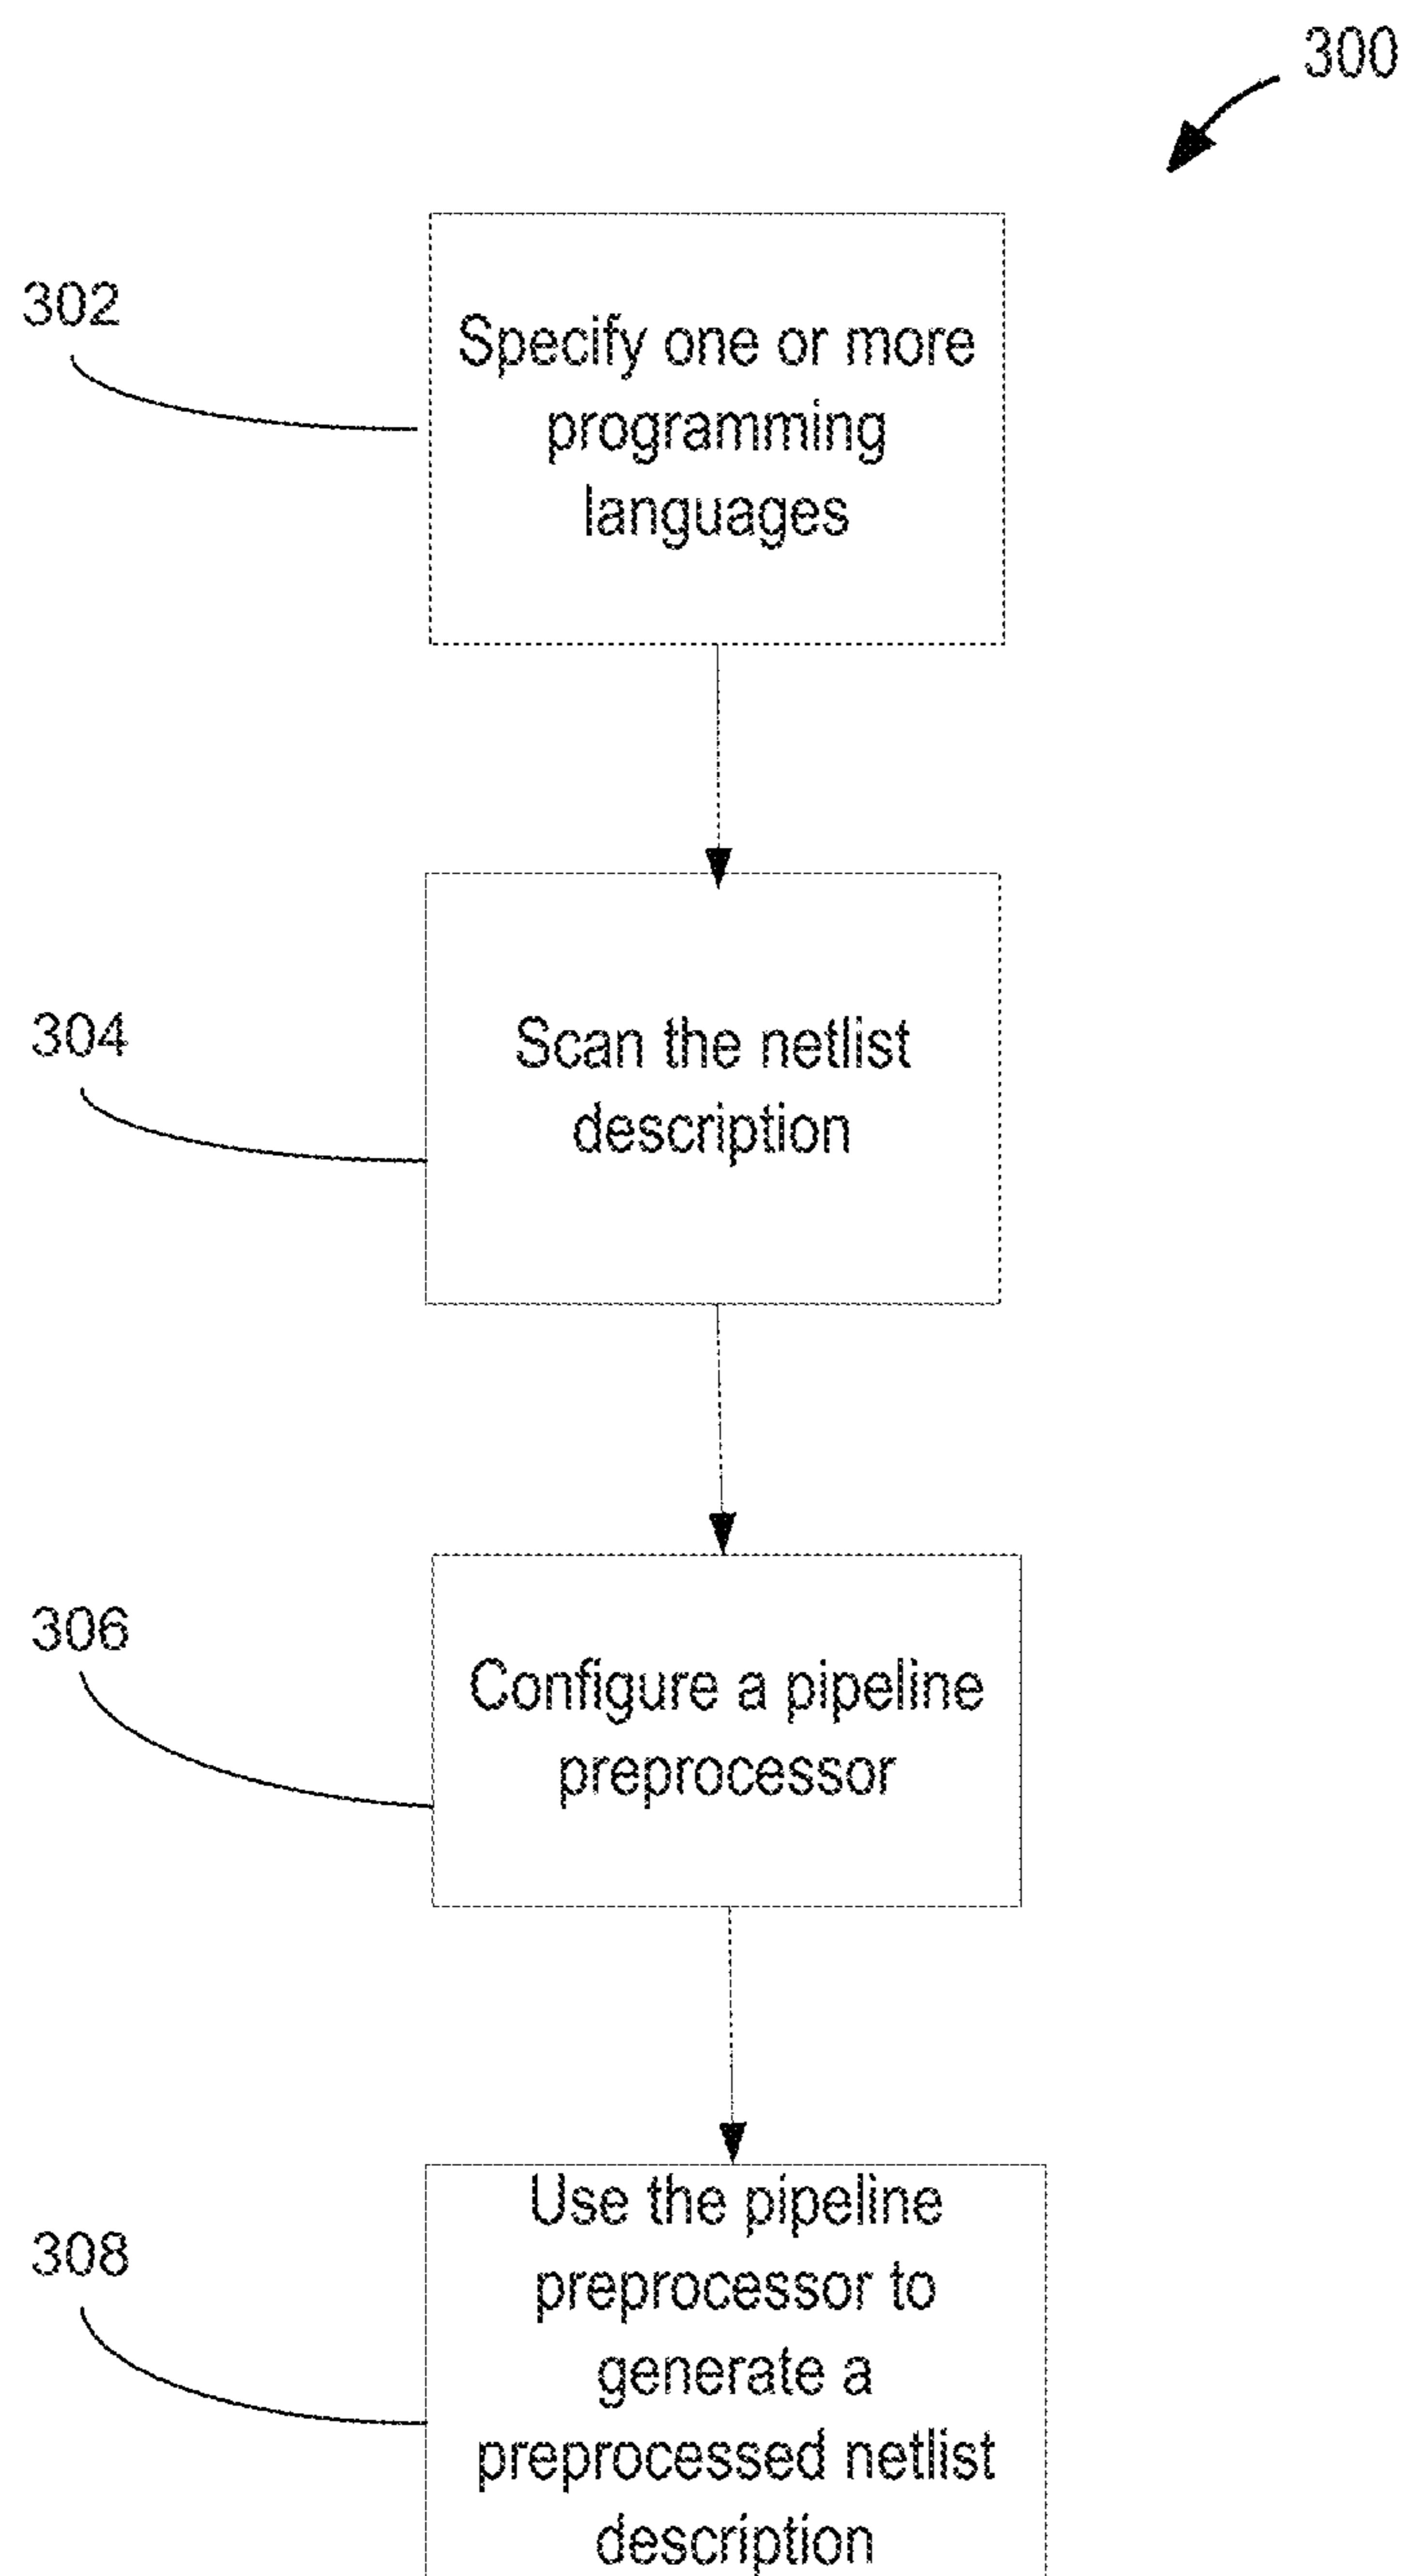 300
302
Specify one or more
programming
languages
304
Scan the netlist
description
306
Configure a pipeline
preprocessor
308
Use the pipeline
preprocessor to
generate a
preprocessed netlist
description